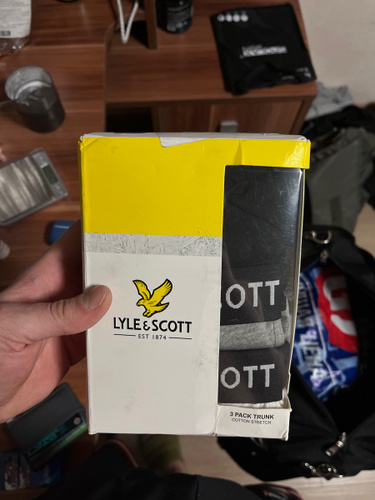 LYLE & SCOTT
EST 1874
OTT
OTT
3 PACK TRUNK
COTTON STRETCH